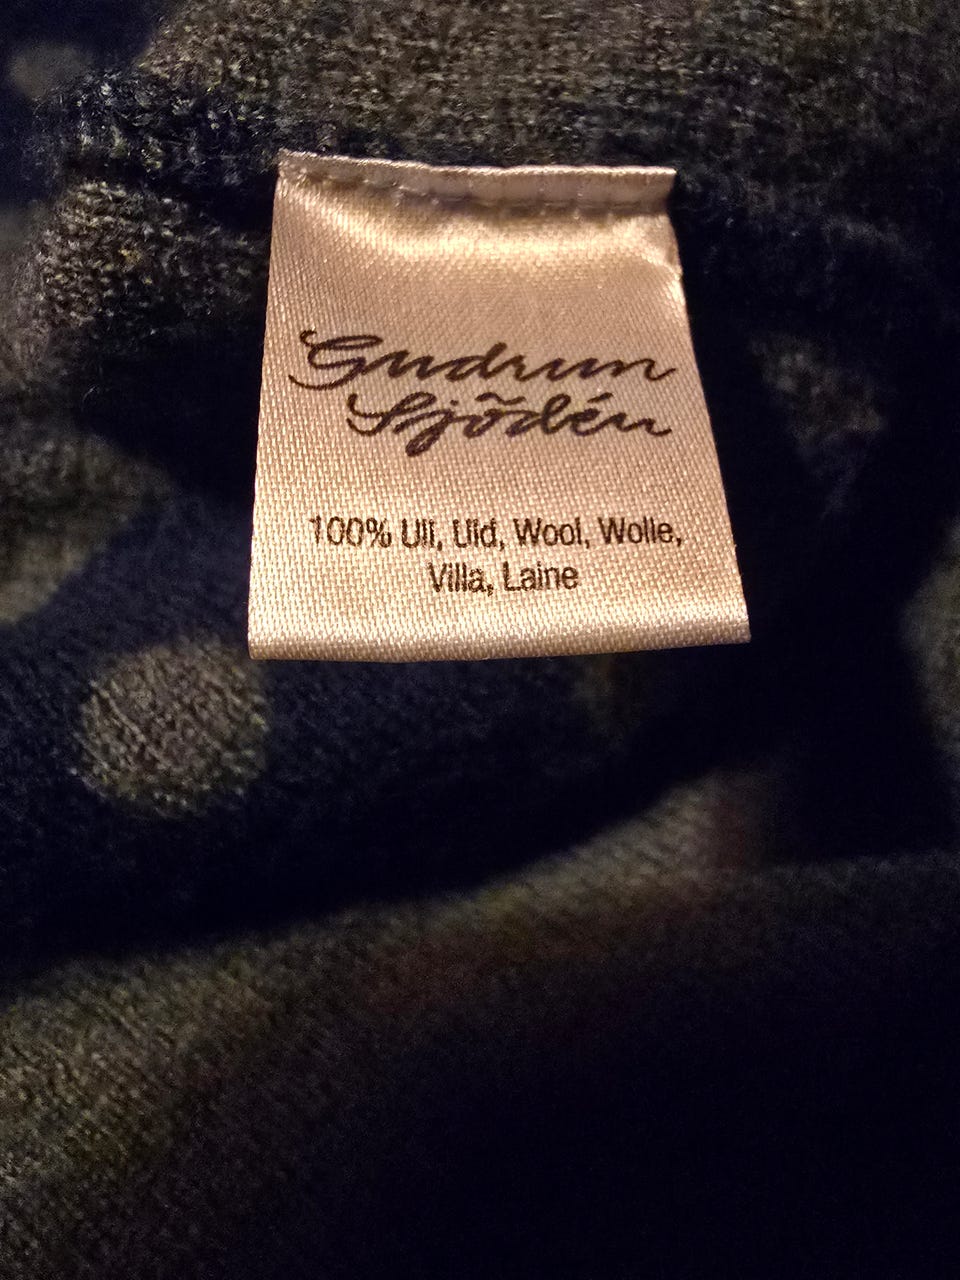 Gudrun
Sjödén
100% Ull, Uld, Wool, Wolle,
Villa, Laine